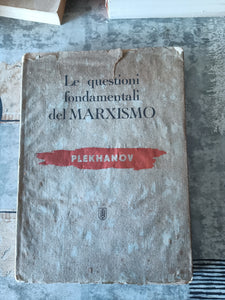 Le questioni
fondamentali
del MARXISMO
PLEKHANOV